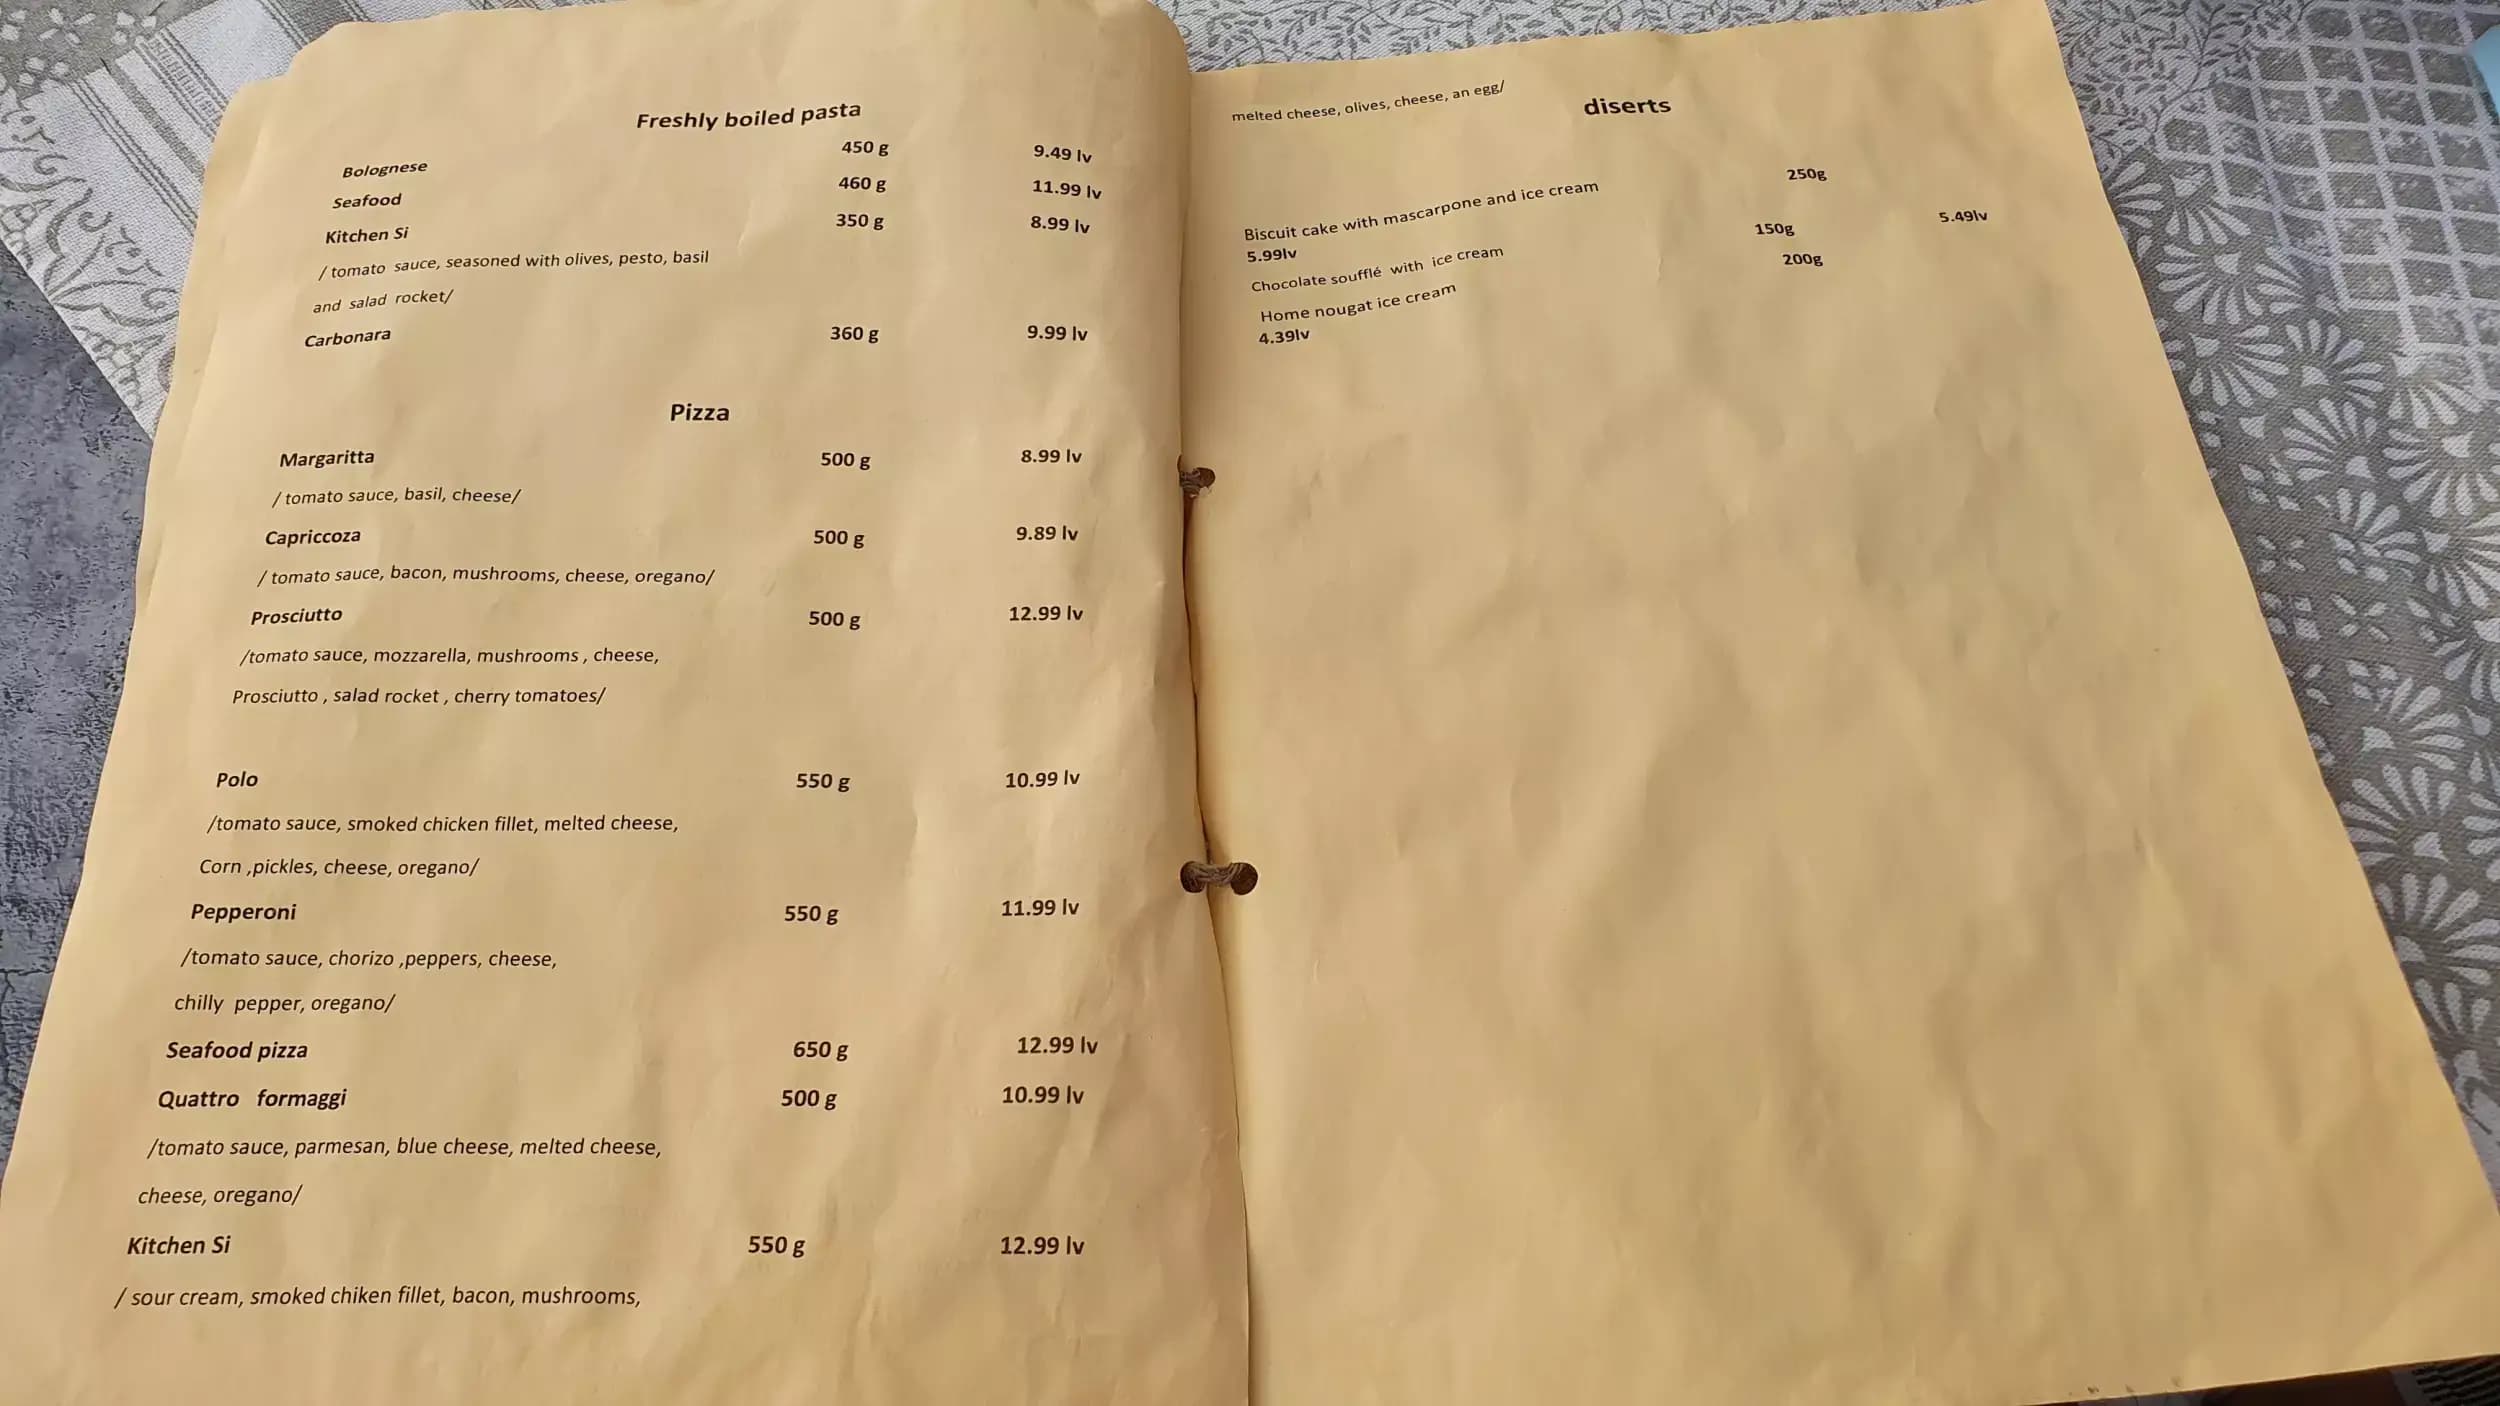 Freshly boiled pasta
Bolognese 450 g 9.49 lv
Seafood 460 g 11.99 lv
Kitchen Si 350 g 8.99 lv
/ tomato sauce, seasoned with olives, pesto, basil
and salad rocket/
Carbonara 360 g 9.99 lv
Pizza
Margaritta 500 g 8.99 lv
/ tomato sauce, basil, cheese/
Capriccoza 500 g 9.89 lv
/ tomato sauce, bacon, mushrooms, cheese, oregano/
Prosciutto 500 g 12.99 lv
/tomato sauce, mozzarella, mushrooms , cheese,
Prosciutto , salad rocket , cherry tomatoes/
Polo 550 g 10.99 lv
/tomato sauce, smoked chicken fillet, melted cheese,
Corn ,pickles, cheese, oregano/
Pepperoni 550 g 11.99 lv
/tomato sauce, chorizo ,peppers, cheese,
chilly pepper, oregano/
Seafood pizza 650 g 12.99 lv
Quattro formaggi 500 g 10.99 lv
/tomato sauce, parmesan, blue cheese, melted cheese,
cheese, oregano/
Kitchen Si 550 g 12.99 lv
/ sour cream, smoked chiken fillet, bacon, mushrooms,
melted cheese, olives, cheese, an egg/
diserts
Biscuit cake with mascarpone and ice cream 250g
5.99lv
Chocolate soufflé with ice cream 150g 5.49lv
Home nougat ice cream 200g
4.39lv